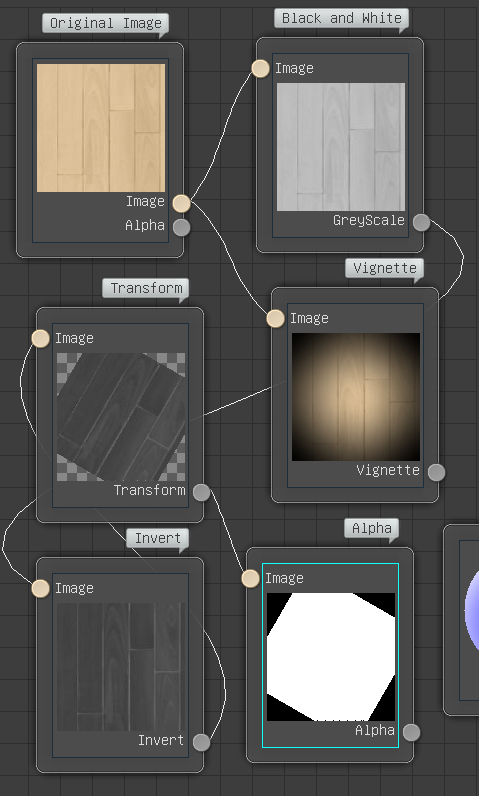 Original Image
Image
Alpha
Black and White
Image
GreyScale
Vignette
Image
Vignette
Transform
Image
Transform
Invert
Image
Invert
Alpha
Image
Alpha